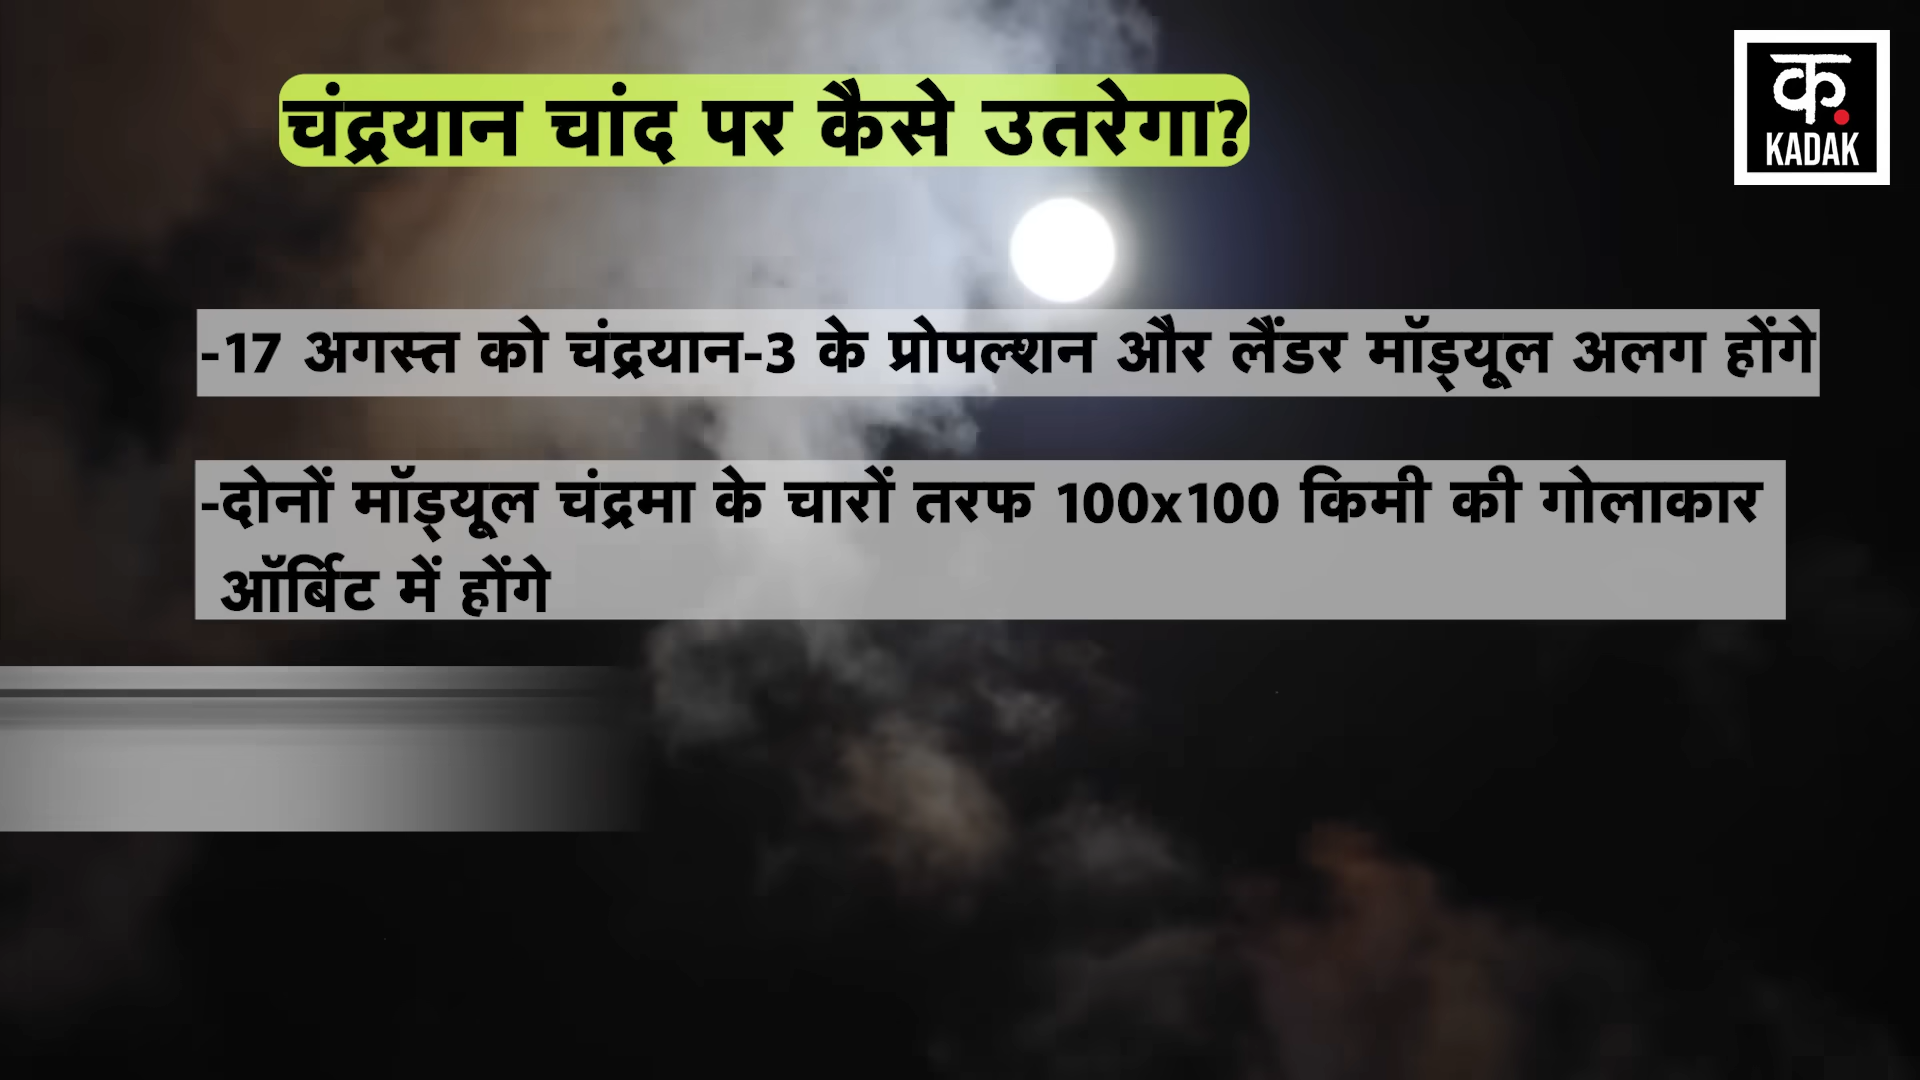 चंद्रयान चांद पर कैसे उतरेगा?
क
KADAK
-17 अगस्त को चंद्रयान-3 के प्रोपल्शन और लैंडर मॉड्यूल अलग होंगे
-दोनों मॉड्यूल चंद्रमा के चारों तरफ 100x100 किमी की गोलाकार
ऑर्बिट में होंगे